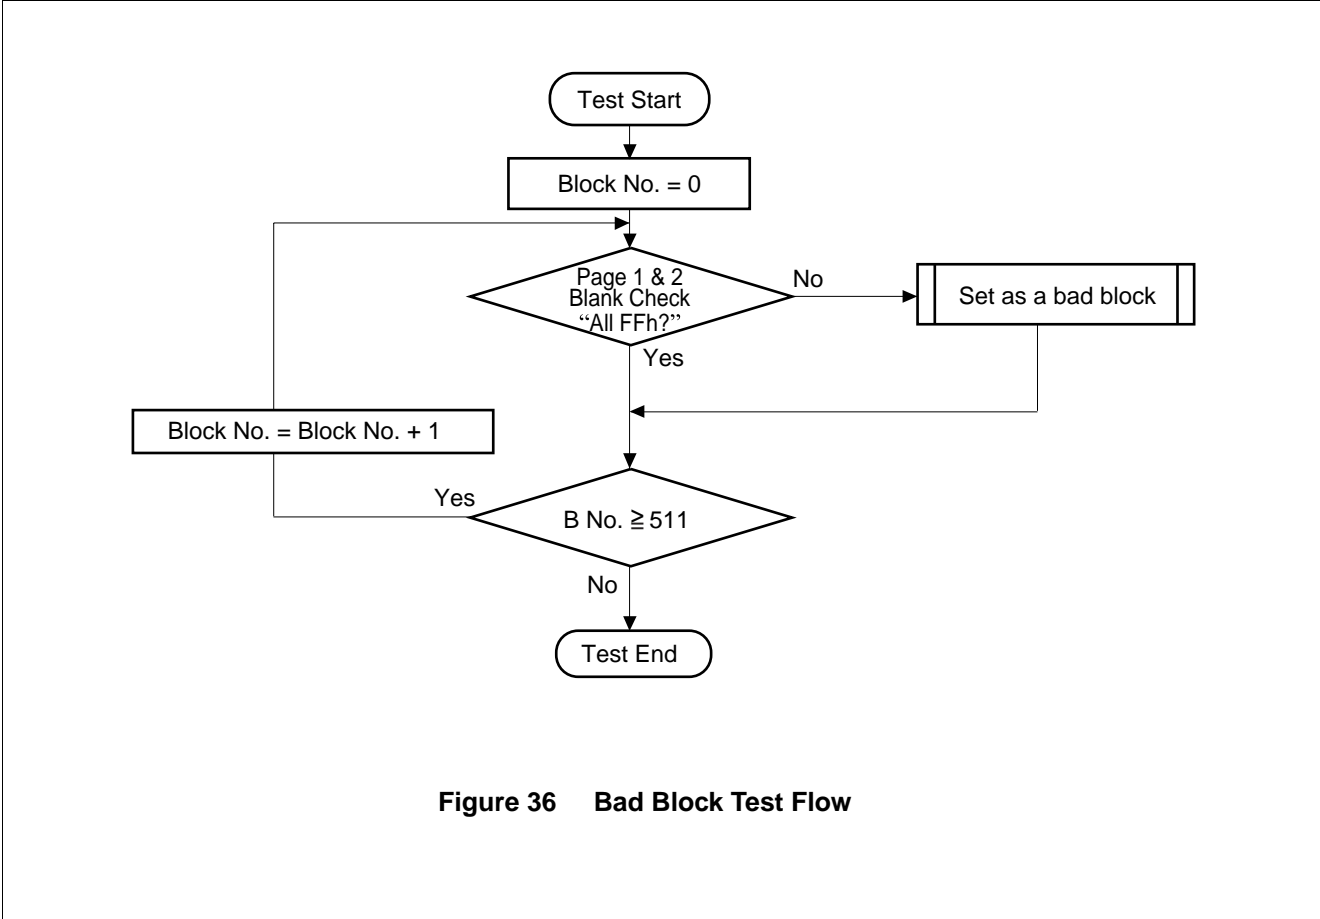 Test Start
Block No. = 0
Page 1 & 2
Blank Check
“All FFh?”
No
Set as a bad block
Yes
Block No. = Block No. + 1
Yes
B No. ≧ 511
No
Test End
Figure 36 Bad Block Test Flow